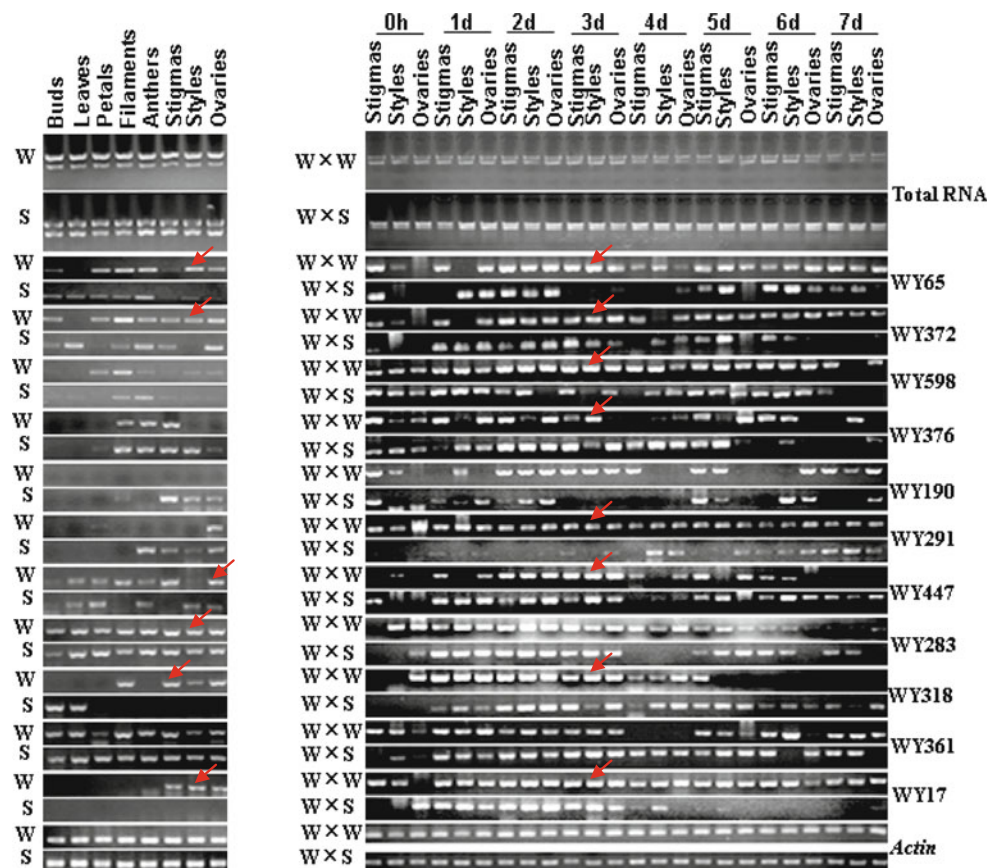 0h 1d 2d 3d 4d 5d 6d 7d
Buds Leaves Petals Filaments Anthers Stigmas Styles Ovaries
Stigmas Styles Ovaries Stigmas Styles Ovaries Stigmas Styles Ovaries Stigmas Styles Ovaries Stigmas Styles Ovaries Stigmas Styles Ovaries Stigmas Styles Ovaries Stigmas Styles Ovaries
W W × W
Total RNA
S W × S
W W × W
WY65
S W × S
W W × W
WY372
S W × S
W W × W
WY598
S W × S
W W × W
WY376
S W × S
W W × W
WY190
S W × S
W W × W
WY291
S W × S
W W × W
WY447
S W × S
W W × W
WY283
S W × S
W W × W
WY318
S W × S
W W × W
WY361
S W × S
W W × W
WY17
S W × S
W W × W
Actin
S W × S